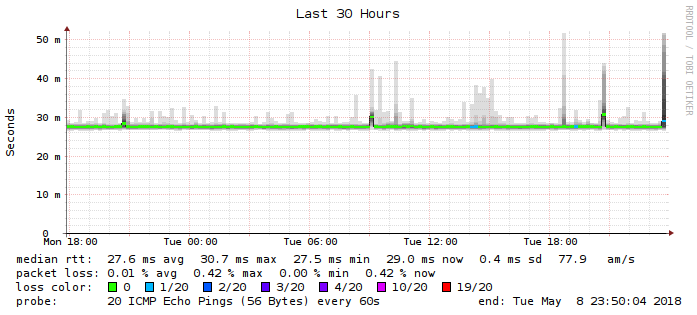 Last 30 Hours
RRDTOOL / TOBI OETIKER
Seconds
50 m
40 m
30 m
20 m
10 m
0
Mon 18:00 Tue 00:00 Tue 06:00 Tue 12:00 Tue 18:00
median rtt: 27.6 ms avg 30.7 ms max 27.5 ms min 29.0 ms now 0.4 ms sd 77.9 am/s
packet loss: 0.01 % avg 0.42 % max 0.00 % min 0.42 % now
loss color: 0 1/20 2/20 3/20 4/20 10/20 19/20
probe: 20 ICMP Echo Pings (56 Bytes) every 60s end: Tue May 8 23:50:04 2018